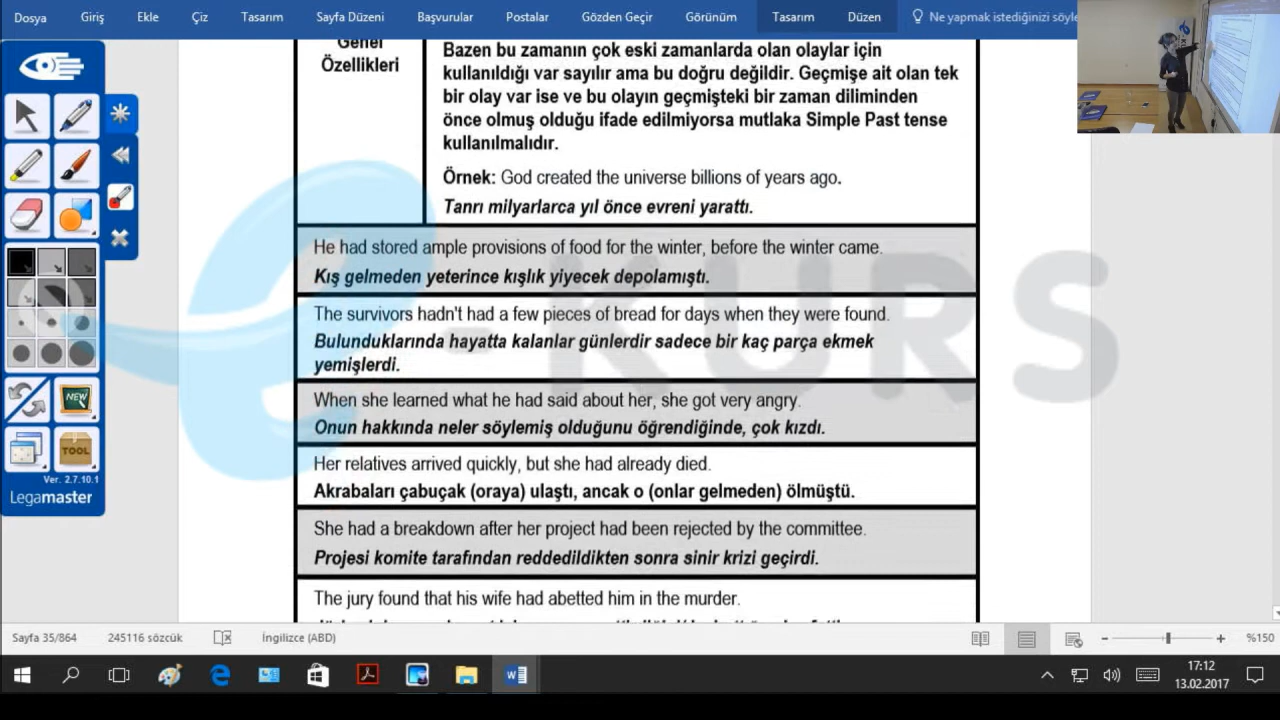 Dosya Giriş Ekle Çiz Tasarım Sayfa Düzeni Başvurular Postalar Gözden Geçir Görünüm Tasarım Düzen Ne yapmak istediğinizi söyle
Genel
Özellikleri
Bazen bu zamanın çok eski zamanlarda olan olaylar için
kullanıldığı var sayılır ama bu doğru değildir. Geçmişe ait olan tek
bir olay var ise ve bu olayın geçmişteki bir zaman diliminden
önce olmuş olduğu ifade edilmiyorsa mutlaka Simple Past tense
kullanılmalıdır.
Örnek: God created the universe billions of years ago.
Tanrı milyarlarca yıl önce evreni yarattı.
He had stored ample provisions of food for the winter, before the winter came.
Kış gelmeden yeterince kışlık yiyecek depolamıştı.
The survivors hadn't had a few pieces of bread for days when they were found.
Bulunduklarında hayatta kalanlar günlerdir sadece bir kaç parça ekmek
yemişlerdi.
When she learned what he had said about her, she got very angry.
Onun hakkında neler söylemiş olduğunu öğrendiğinde, çok kızdı.
Her relatives arrived quickly, but she had already died.
Akrabaları çabuçak (oraya) ulaştı, ancak o (onlar gelmeden) ölmüştü.
She had a breakdown after her project had been rejected by the committee.
Projesi komite tarafından reddedildikten sonra sinir krizi geçirdi.
The jury found that his wife had abetted him in the murder.
e-KURS
NEW
TOOL
Ver. 2.7.10.1
Legamaster
Sayfa 35/864 245116 sözcük İngilizce (ABD) %150
17:12
13.02.2017